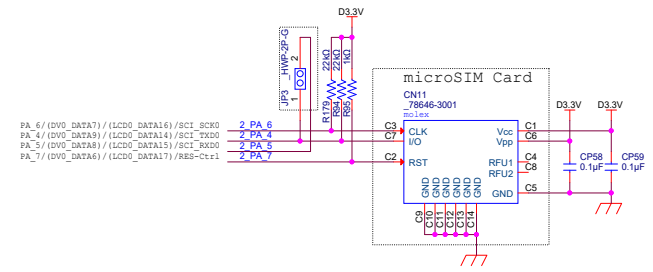 D3.3V
JP3 _HWP-2P-G
2
1
22kΩ
22kΩ
1kΩ
R179
R94
R95
microSIM Card
CN11
_78646-3001
molex
D3.3V D3.3V
PA_6/(DV0_DATA7)/(LCD0_DATA16)/SCI_SCK0 2_PA_6 C3 CLK Vcc C1
PA_4/(DV0_DATA9)/(LCD0_DATA14)/SCI_TXD0 2_PA_4 C7 I/O Vpp C6
PA_5/(DV0_DATA8)/(LCD0_DATA15)/SCI_RXD0 2_PA_5
PA_7/(DV0_DATA6)/(LCD0_DATA17)/RES-Ctrl 2_PA_7 C2 RST RFU1 C4
RFU2 C8
CP58 0.1µF
CP59 0.1µF
GND C5
GND GND GND GND GND GND
C9 C10 C11 C12 C13 C14